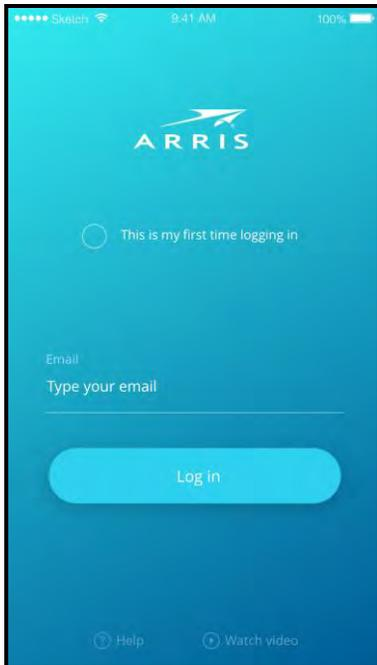 Sketch 9:41 AM 100%
ARRIS
This is my first time logging in
Email
Type your email
Log in
? Help Watch video